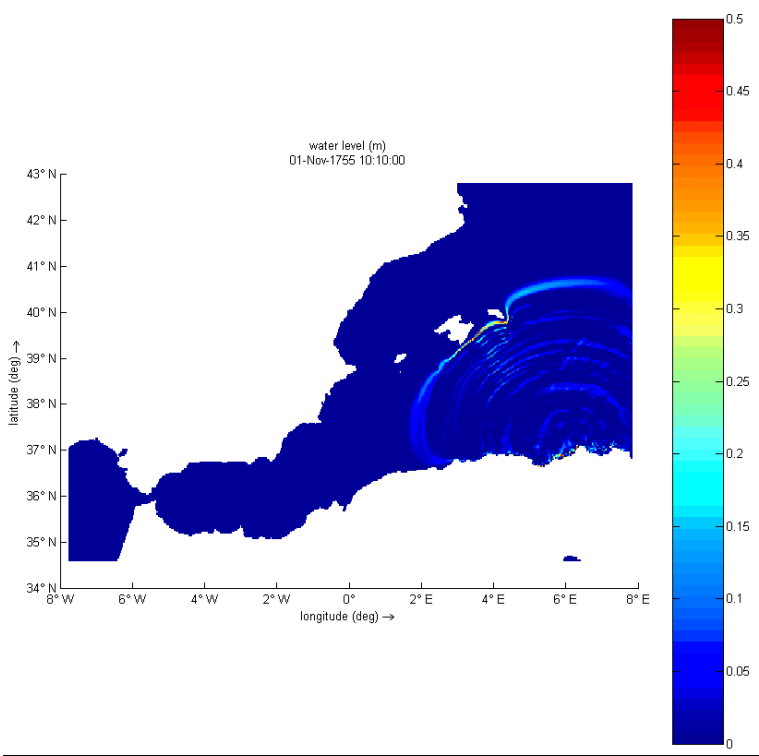 water level (m)
01-Nov-1755 10:10:00
43° N
42° N
41° N
40° N
39° N
38° N
37° N
36° N
35° N
34° N
latitude (deg) →
8° W
6° W
4° W
2° W
0°
2° E
4° E
6° E
8° E
longitude (deg) →
0.5
0.45
0.4
0.35
0.3
0.25
0.2
0.15
0.1
0.05
0